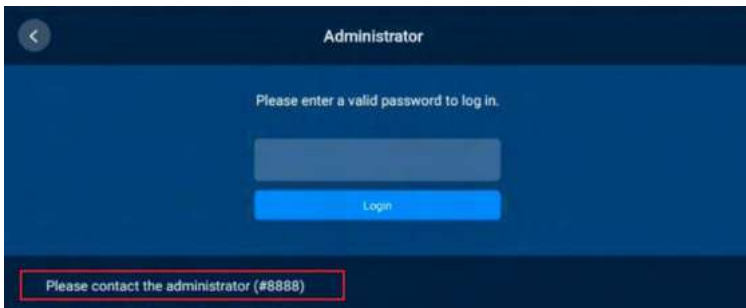 Administrator
Please enter a valid password to log in.
Login
Please contact the administrator (#8888)